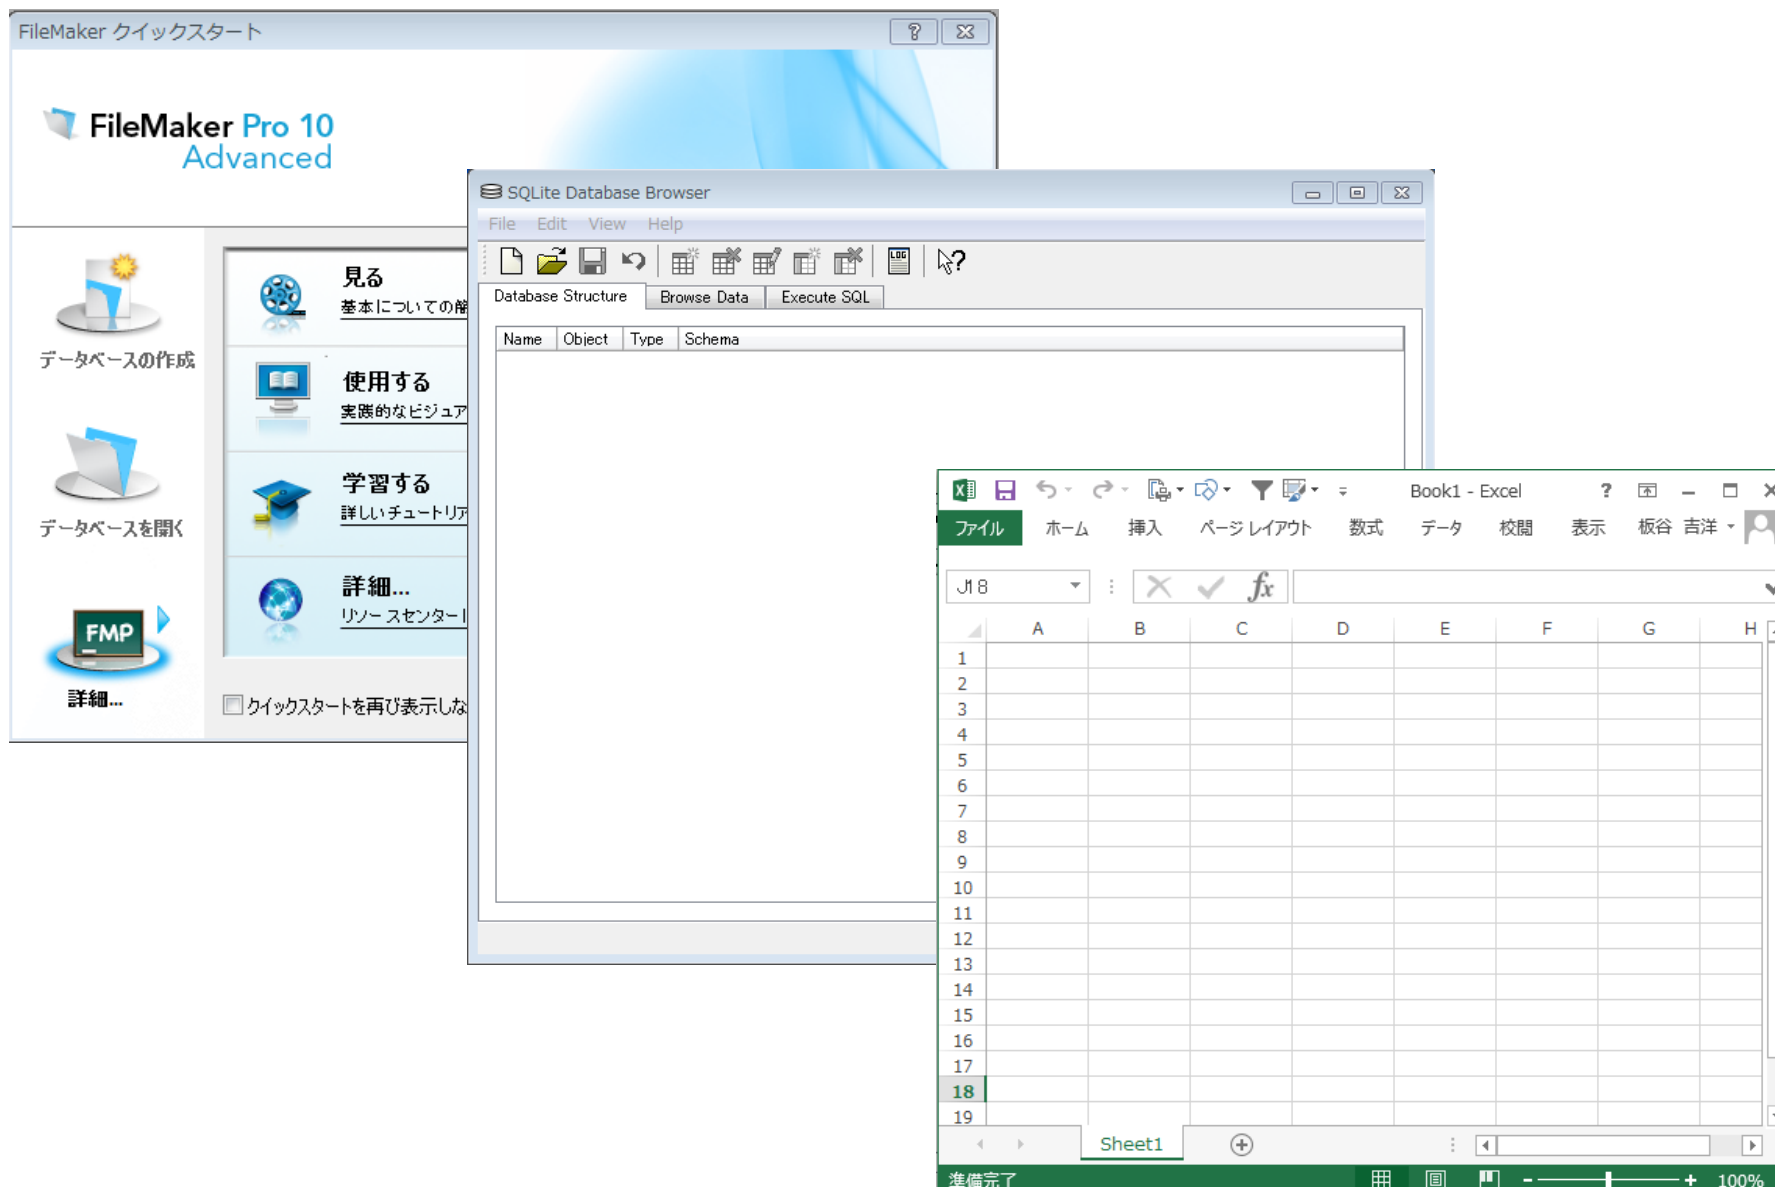 FileMaker クイックスタート
FileMaker Pro 10
Advanced
データベースの作成
データベースを開く
FMP
詳細...
見る
基本についての簡
使用する
実践的なビジュア
学習する
詳しいチュートリア
詳細...
リソースセンター
クイックスタートを再び表示しな
SQLite Database Browser
File Edit View Help
LOG
Database Structure Browse Data Execute SQL
Name Object Type Schema
Book1 - Excel ?
ファイル ホーム 挿入 ページ レイアウト 数式 データ 校閲 表示 板谷 吉洋
J18 fx
A B C D E F G H
1
2
3
4
5
6
7
8
9
10
11
12
13
14
15
16
17
18
19
Sheet1
準備完了 100%